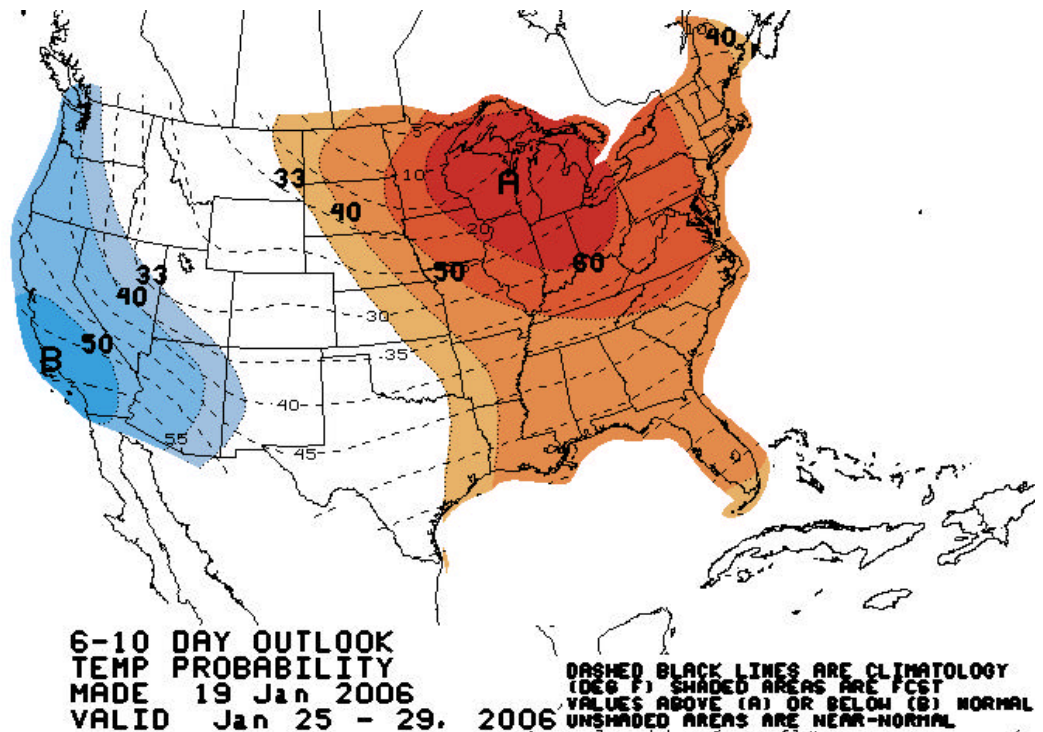 10
40
5
A
10
33
40
20
50
60
33
40
30
50
35
B
40
55
45
6-10 DAY OUTLOOK
TEMP PROBABILITY
MADE 19 Jan 2006
VALID Jan 25 - 29, 2006
DASHED BLACK LINES ARE CLIMATOLOGY
(DEG F) SHADED AREAS ARE FCST
VALUES ABOVE (A) OR BELOW (B) NORMAL
UNSHADED AREAS ARE NEAR-NORMAL